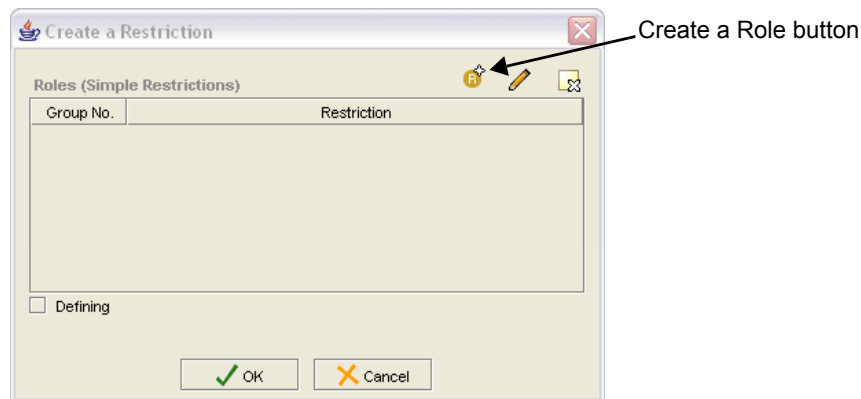 Create a Restriction
Create a Role button
Roles (Simple Restrictions)
R
Group No.
Restriction
Defining
OK
Cancel